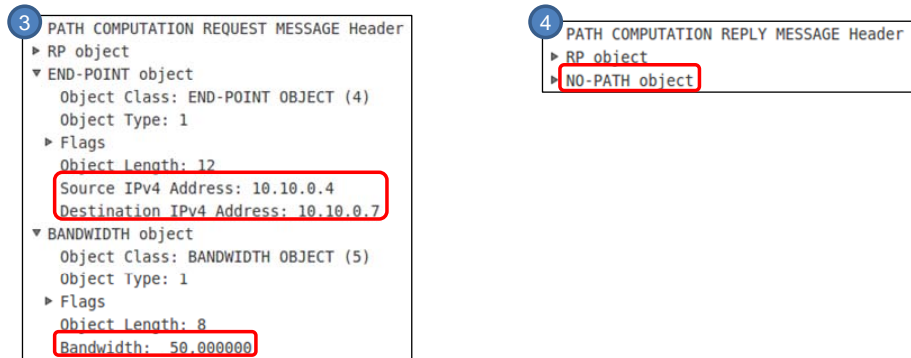 3
PATH COMPUTATION REQUEST MESSAGE Header
RP object
END-POINT object
Object Class: END-POINT OBJECT (4)
Object Type: 1
Flags
Object Length: 12
Source IPv4 Address: 10.10.0.4
Destination IPv4 Address: 10.10.0.7
BANDWIDTH object
Object Class: BANDWIDTH OBJECT (5)
Object Type: 1
Flags
Object Length: 8
Bandwidth: 50.000000
4
PATH COMPUTATION REPLY MESSAGE Header
RP object
NO-PATH object